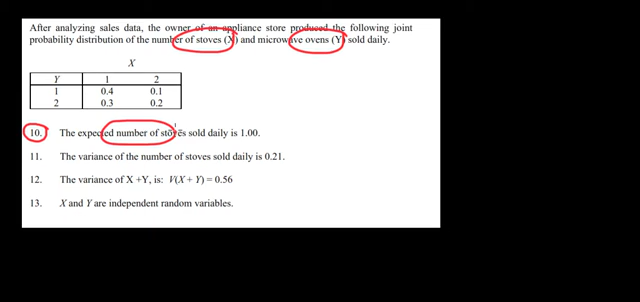 After analyzing sales data, the owner of an appliance store produced the following joint
probability distribution of the number of stoves (X) and microwave ovens (Y) sold daily.
X
Y 1 2
1 0.4 0.1
2 0.3 0.2
10. The expected number of stoves sold daily is 1.00.
11. The variance of the number of stoves sold daily is 0.21.
12. The variance of X +Y, is: V(X + Y) = 0.56
13. X and Y are independent random variables.